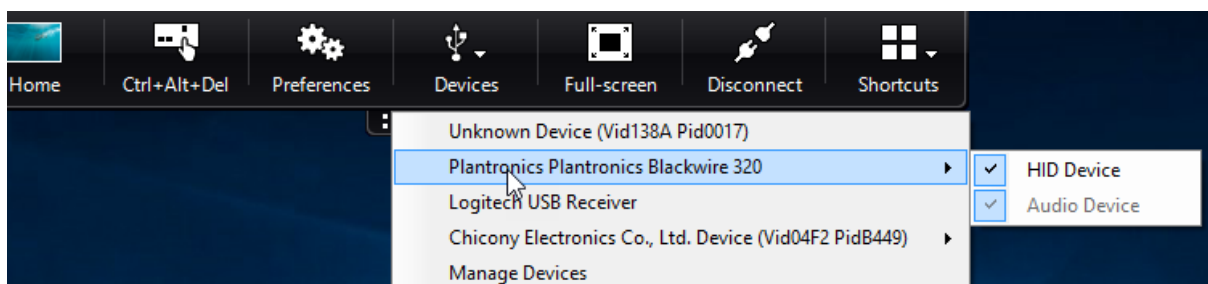 Home
Ctrl+Alt+Del
Preferences
Devices
Full-screen
Disconnect
Shortcuts
Unknown Device (Vid138A Pid0017)
Plantronics Plantronics Blackwire 320
HID Device
Logitech USB Receiver
Audio Device
Chicony Electronics Co., Ltd. Device (Vid04F2 PidB449)
Manage Devices